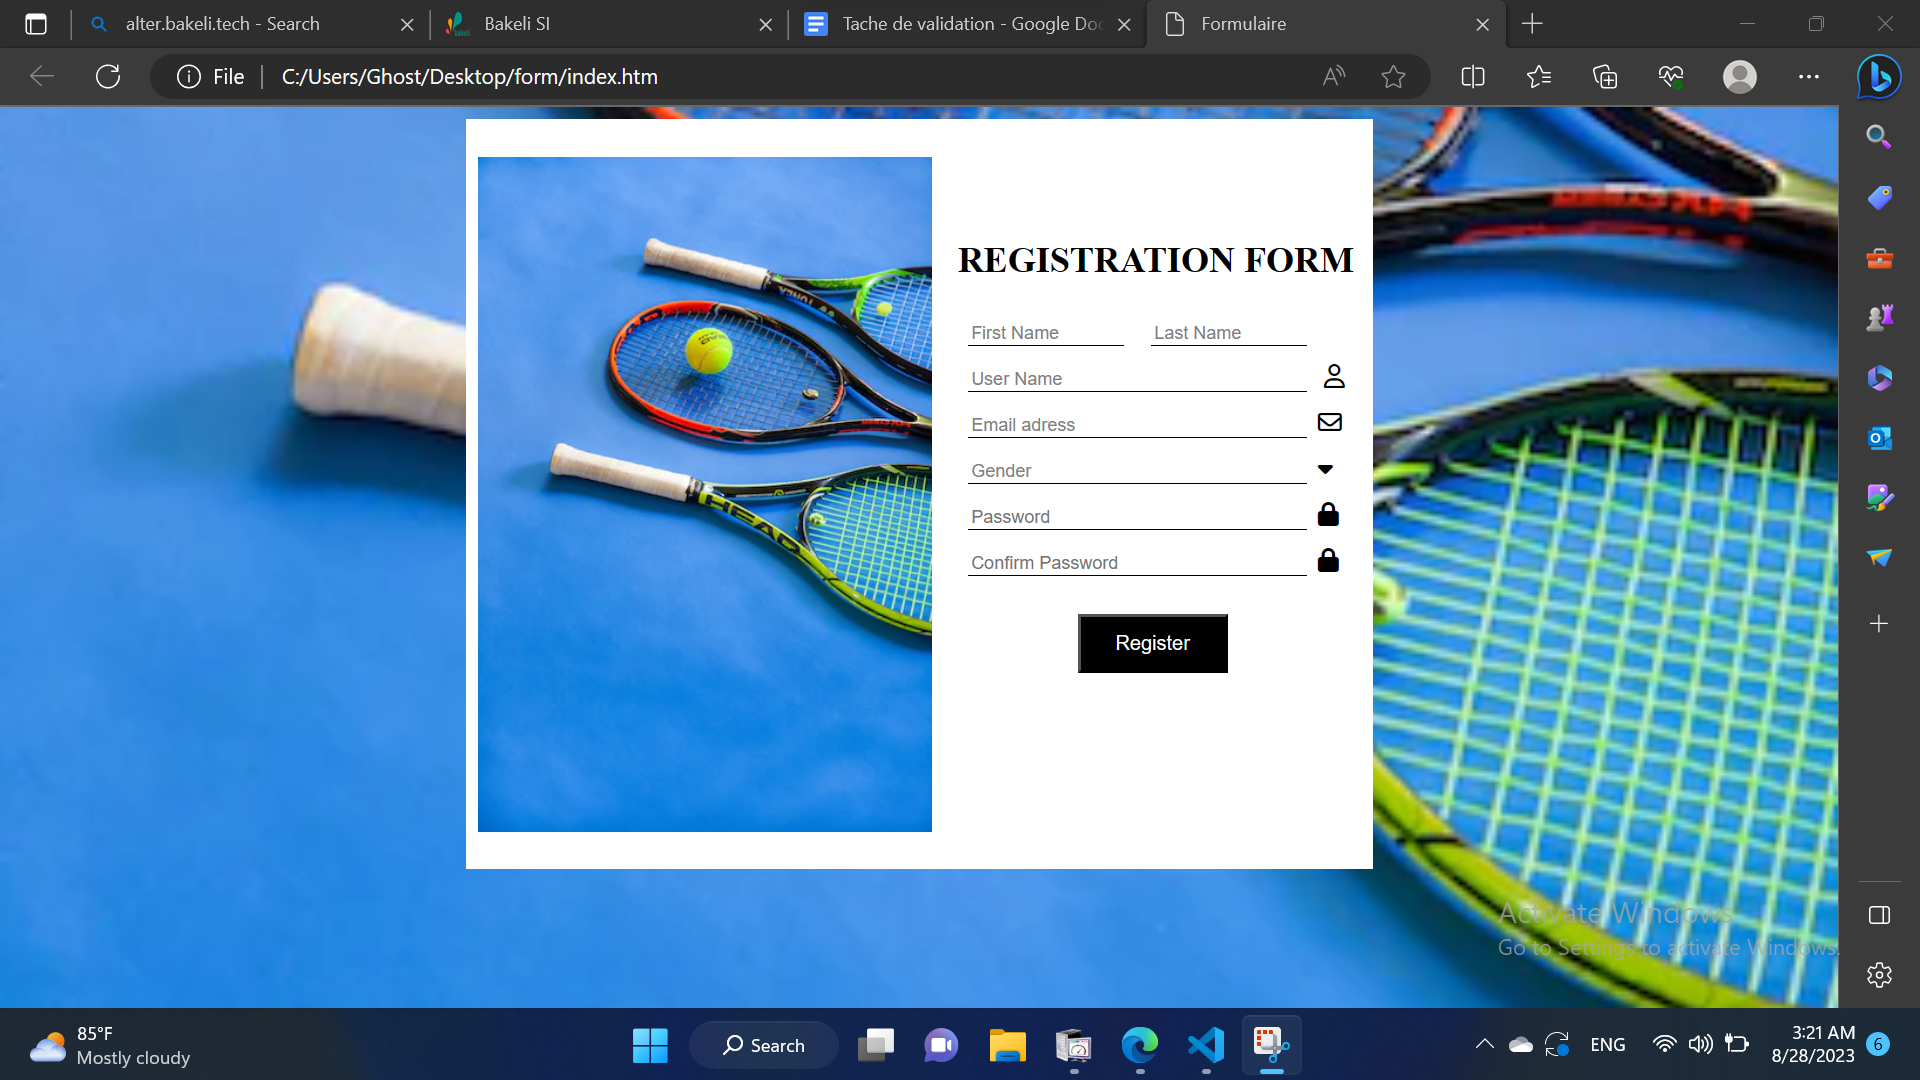 alter.bakeli.tech - Search
Bakeli SI
Tache de validation - Google Doc
Formulaire
File
C:/Users/Ghost/Desktop/form/index.htm
REGISTRATION FORM
First Name
Last Name
User Name
Email adress
Gender
Password
Confirm Password
Register
HEAD
Activate Windows
Go to Settings to activate Windows.
85°F
Mostly cloudy
Search
ENG
3:21 AM
8/28/2023
6